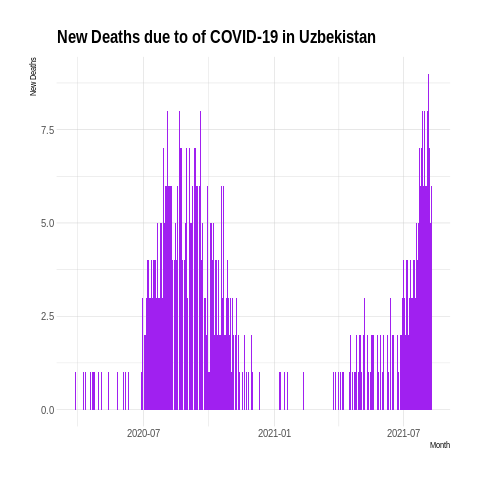 New Deaths due to of COVID-19 in Uzbekistan
New Deaths
7.5
5.0
2.5
0.0
2020-07 2021-01 2021-07
Month